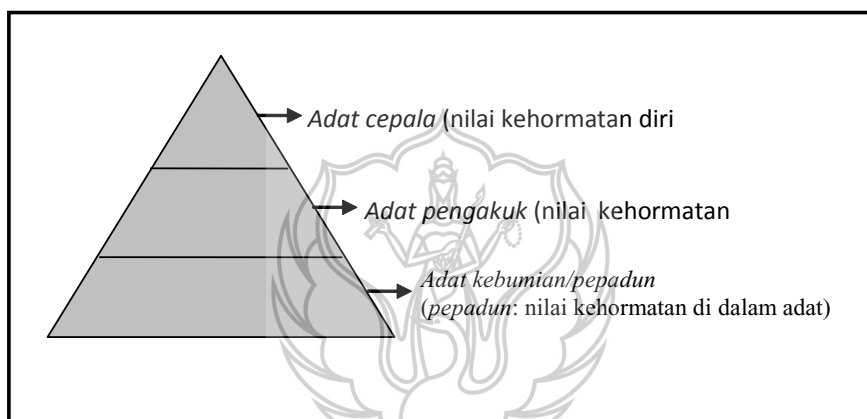 Adat cepala (nilai kehormatan diri
Adat pengakuk (nilai kehormatan
Adat kebumian/pepadun
(pepadun: nilai kehormatan di dalam adat)